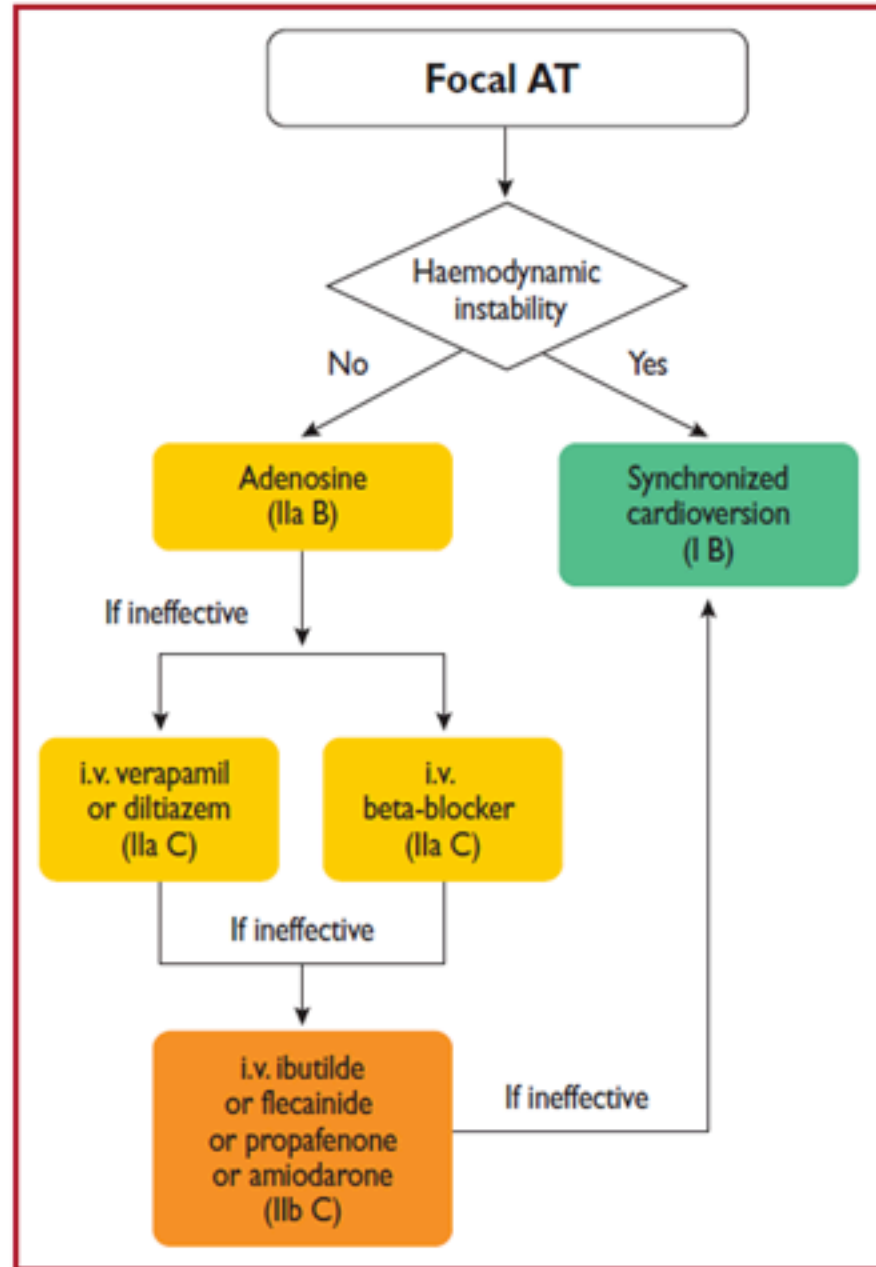 Focal AT
Haemodynamic
instability
No
Yes
Adenosine
(IIa B)
Synchronized
cardioversion
(I B)
If ineffective
i.v. verapamil
or diltiazem
(IIa C)
i.v.
beta-blocker
(IIa C)
If ineffective
i.v. ibutilde
or flecainide
or propafenone
or amiodarone
(IIb C)
If ineffective